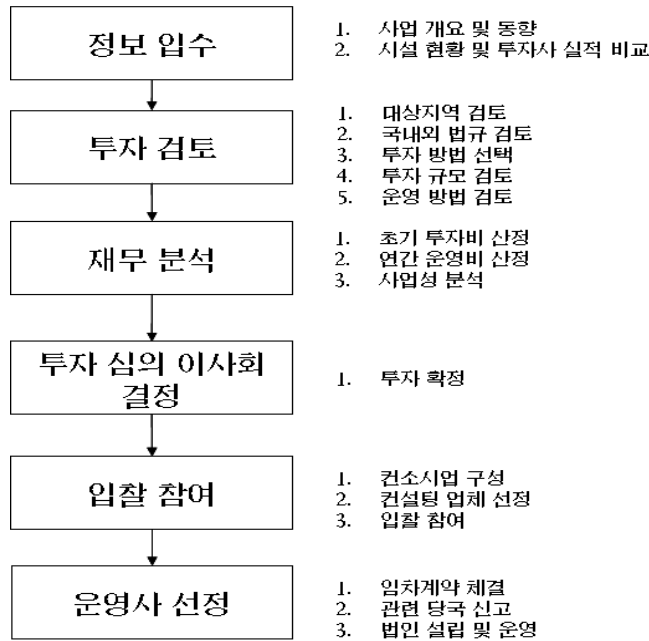 정보 입수
1. 사업 개요 및 동향
2. 시설 현황 및 투자사 실적 비교
투자 검토
1. 대상지역 검토
2. 국내외 법규 검토
3. 투자 방법 선택
4. 투자 규모 검토
5. 운영 방법 검토
재무 분석
1. 초기 투자비 산정
2. 연간 운영비 산정
3. 사업성 분석
투자 심의 이사회
결정
1. 투자 확정
입찰 참여
1. 컨소시업 구성
2. 컨설팅 업체 선정
3. 입찰 참여
운영사 선정
1. 임차계약 체결
2. 관련 당국 신고
3. 법인 설립 및 운영